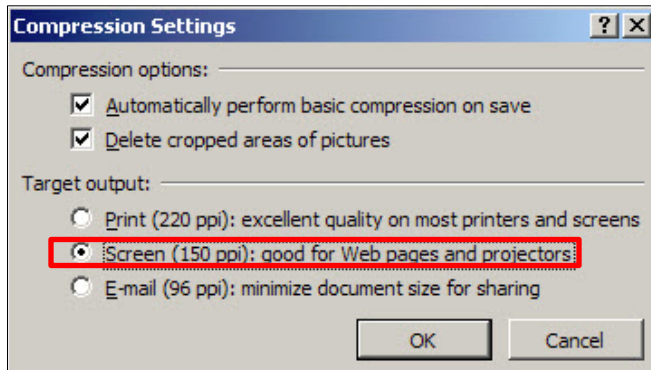 Compression Settings
Compression options:
Automatically perform basic compression on save
Delete cropped areas of pictures
Target output:
Print (220 ppi): excellent quality on most printers and screens
Screen (150 ppi): good for Web pages and projectors
E-mail (96 ppi): minimize document size for sharing
OK Cancel